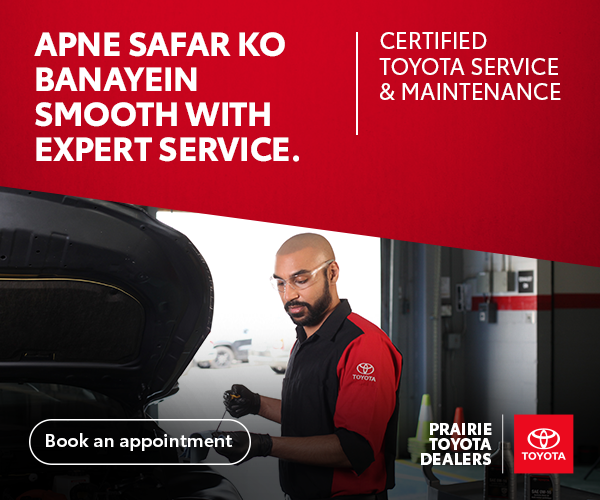 APNE SAFAR KO
BANAYEIN
SMOOTH WITH
EXPERT SERVICE.
CERTIFIED
TOYOTA SERVICE
& MAINTENANCE
TOYOTA
Book an appointment
PRAIRIE
TOYOTA
DEALERS
TOYOTA